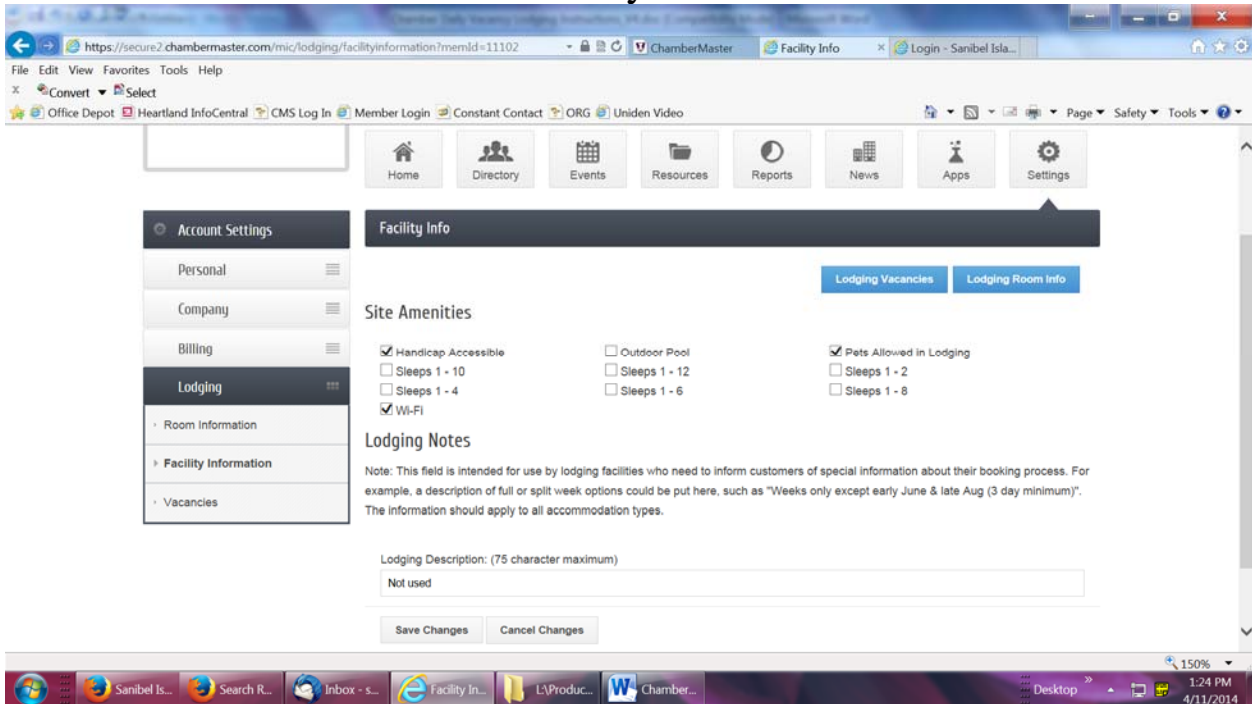 https://secure2.chambermaster.com/mic/lodging/facilityinformation?memId=11102
ChamberMaster
Facility Info
Login - Sanibel Isla...
File Edit View Favorites Tools Help
x Convert Select
Office Depot Heartland InfoCentral CMS Log In Member Login Constant Contact ORG Uniden Video Page Safety Tools
Home Directory Events Resources Reports News Apps Settings
Account Settings
Personal
Company
Billing
Lodging
Room Information
Facility Information
Vacancies
Facility Info
Lodging Vacancies Lodging Room Info
Site Amenities
Handicap Accessible Outdoor Pool Pets Allowed in Lodging
Sleeps 1 - 10 Sleeps 1 - 12 Sleeps 1 - 2
Sleeps 1 - 4 Sleeps 1 - 6 Sleeps 1 - 8
Wi-Fi
Lodging Notes
Note: This field is intended for use by lodging facilities who need to inform customers of special information about their booking process. For
example, a description of full or split week options could be put here, such as "Weeks only except early June & late Aug (3 day minimum)".
The information should apply to all accommodation types.
Lodging Description: (75 character maximum)
Not used
Save Changes Cancel Changes
150%
Sanibel Is... Search R... Inbox - s... Facility In... L:\Produc... Chamber... Desktop
1:24 PM
4/11/2014